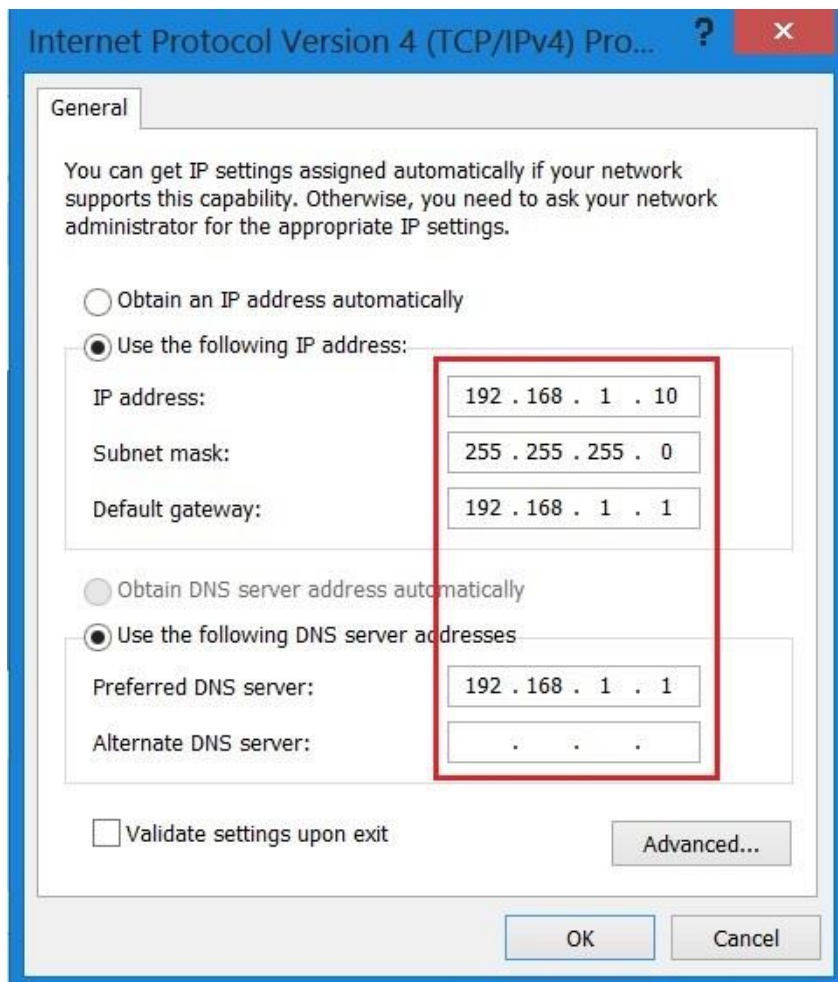 Internet Protocol Version 4 (TCP/IPv4) Pro...
?
General
You can get IP settings assigned automatically if your network
supports this capability. Otherwise, you need to ask your network
administrator for the appropriate IP settings.
Obtain an IP address automatically
Use the following IP address:
IP address: 192 . 168 . 1 . 10
Subnet mask: 255 . 255 . 255 . 0
Default gateway: 192 . 168 . 1 . 1
Obtain DNS server address automatically
Use the following DNS server addresses
Preferred DNS server: 192 . 168 . 1 . 1
Alternate DNS server: . . .
Validate settings upon exit
Advanced...
OK Cancel